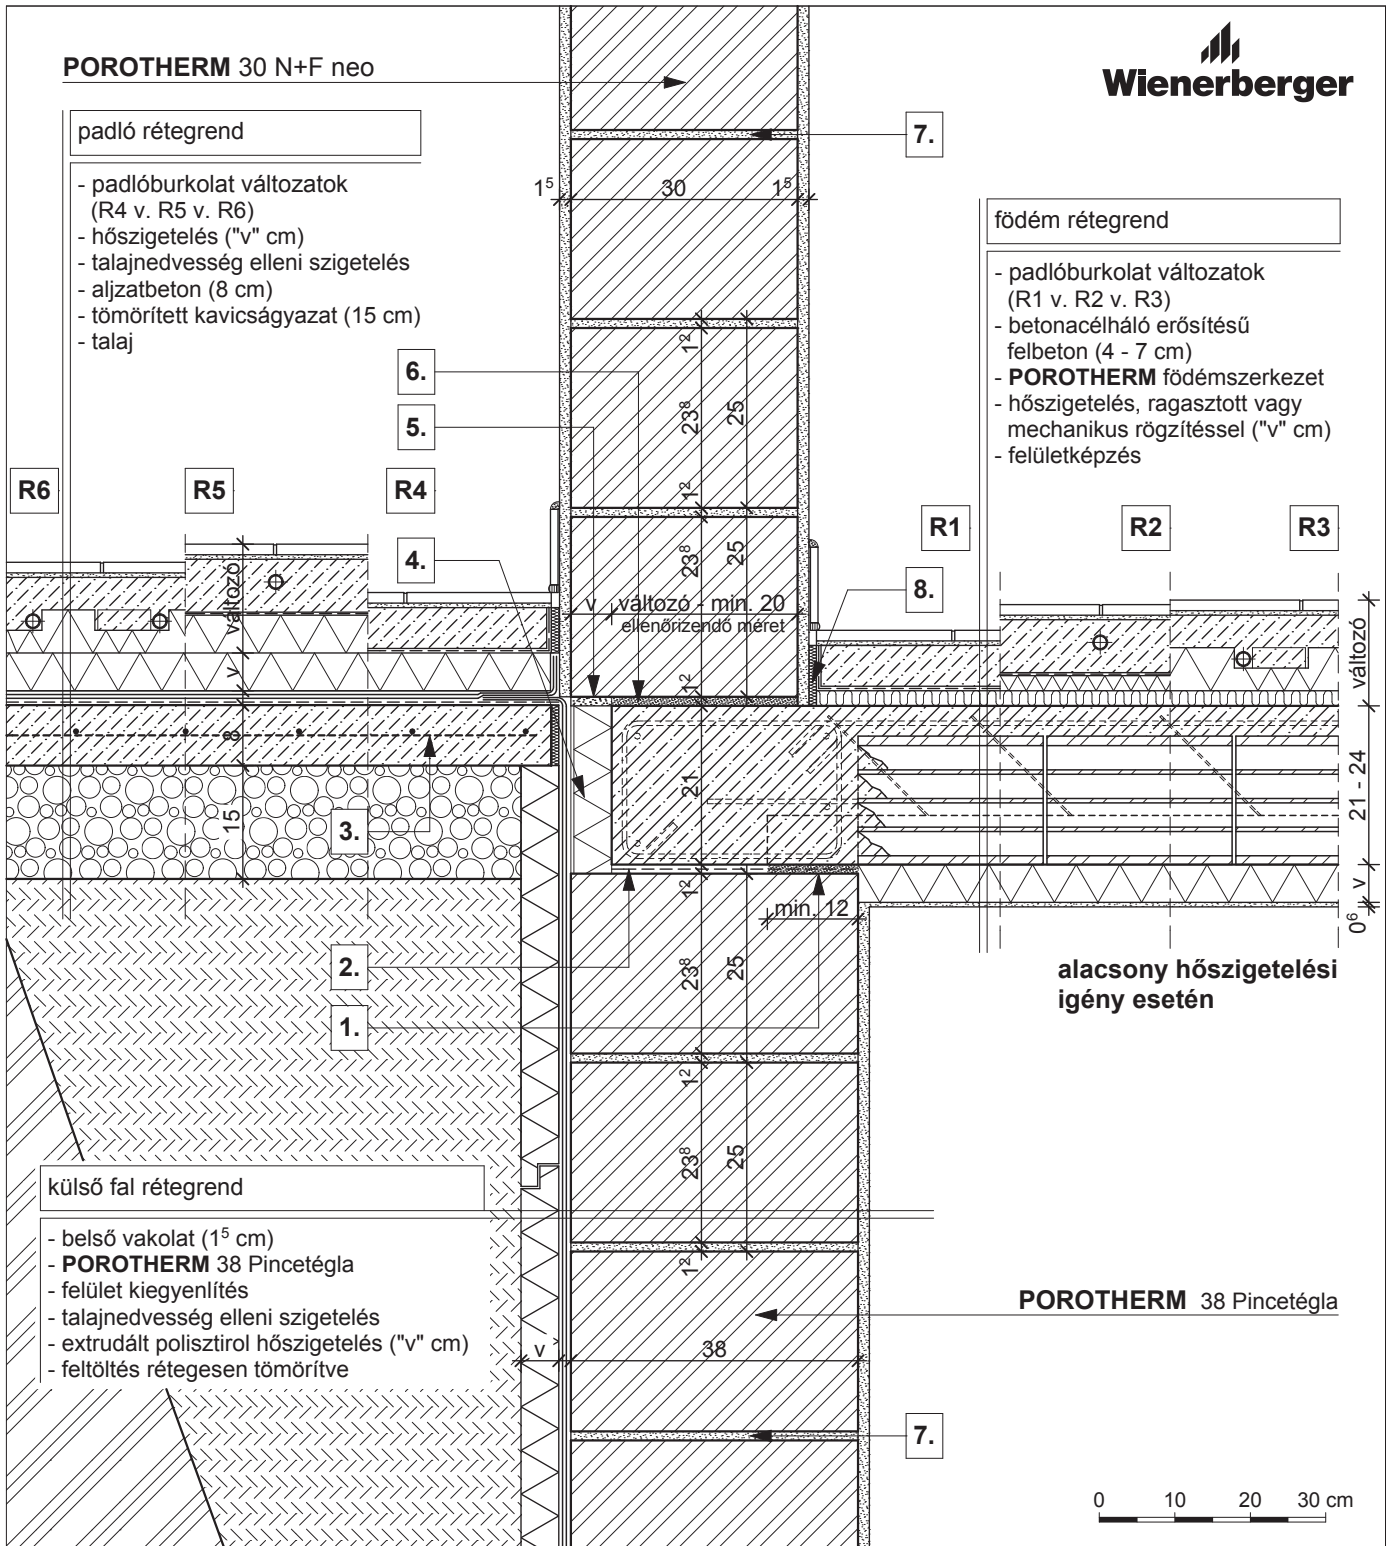 POROTHERM 30 N+F neo
Wienerberger
padló rétegrend
- padlóburkolat változatok
(R4 v. R5 v. R6)
- hőszigetelés ("v" cm)
- talajnedvesség elleni szigetelés
- aljzatbeton (8 cm)
- tömörített kavicságyazat (15 cm)
- talaj
7.
1⁵ 30 1⁵
födém rétegrend
- padlóburkolat változatok
(R1 v. R2 v. R3)
- betonacélháló erősítésű
felbeton (4 - 7 cm)
- POROTHERM födémszerkezet
- hőszigetelés, ragasztott vagy
mechanikus rögzítéssel ("v" cm)
- felületképzés
6.
5.
1²
23⁸ 25
1²
R6 R5 R4
R1 R2 R3
4.
23⁸ 25
8.
v változó - min. 20
ellenőrizendő méret
1²
változó
v
8
15
3.
21
változó
21 - 24
v
0⁶
1²
min. 12
2.
23⁸ 25
1.
alacsony hőszigetelési
igény esetén
1²
23⁸ 25
1²
külső fal rétegrend
- belső vakolat (1⁵ cm)
- POROTHERM 38 Pincetégla
- felület kiegyenlítés
- talajnedvesség elleni szigetelés
- extrudált polisztirol hőszigetelés ("v" cm)
- feltöltés rétegesen tömörítve
POROTHERM 38 Pincetégla
v 38
7.
0 10 20 30 cm